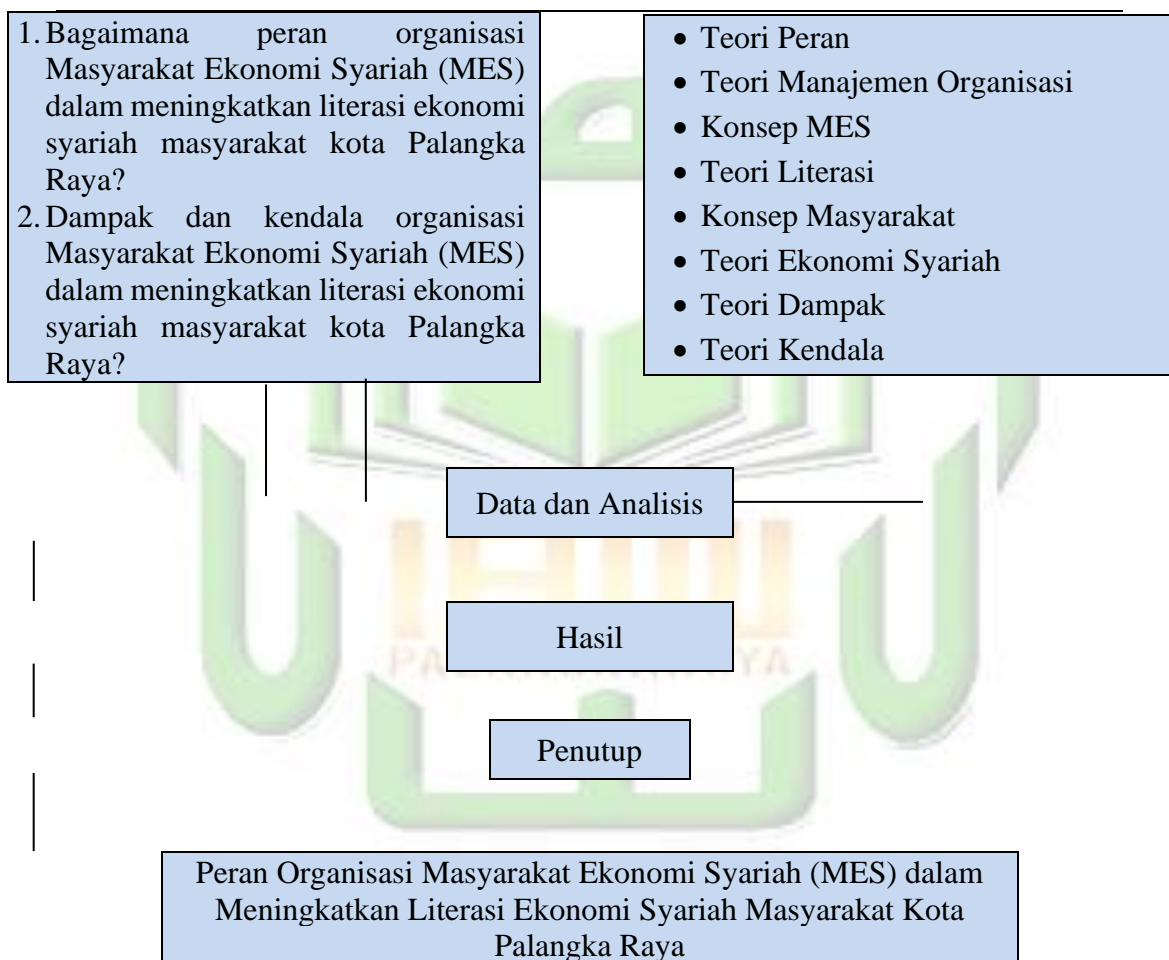 1. Bagaimana peran organisasi
Masyarakat Ekonomi Syariah (MES)
dalam meningkatkan literasi ekonomi
syariah masyarakat kota Palangka
Raya?
2. Dampak dan kendala organisasi
Masyarakat Ekonomi Syariah (MES)
dalam meningkatkan literasi ekonomi
syariah masyarakat kota Palangka
Raya?
• Teori Peran
• Teori Manajemen Organisasi
• Konsep MES
• Teori Literasi
• Konsep Masyarakat
• Teori Ekonomi Syariah
• Teori Dampak
• Teori Kendala
Data dan Analisis
Hasil
Penutup
Peran Organisasi Masyarakat Ekonomi Syariah (MES) dalam
Meningkatkan Literasi Ekonomi Syariah Masyarakat Kota
Palangka Raya